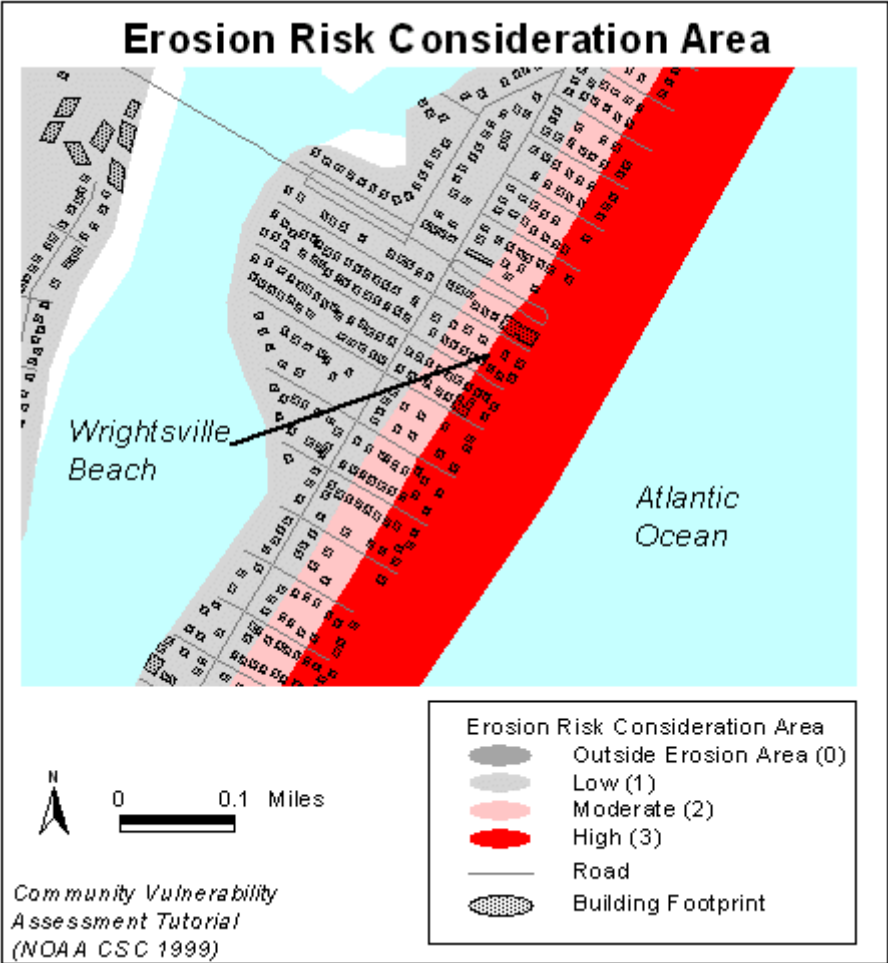 Erosion Risk Consideration Area
Wrightsville
Beach
Atlantic
Ocean
Erosion Risk Consideration Area
Outside Erosion Area (0)
Low (1)
Moderate (2)
High (3)
Road
Building Footprint
N
0 0.1 Miles
Community Vulnerability
Assessment Tutorial
(NOAA CSC 1999)